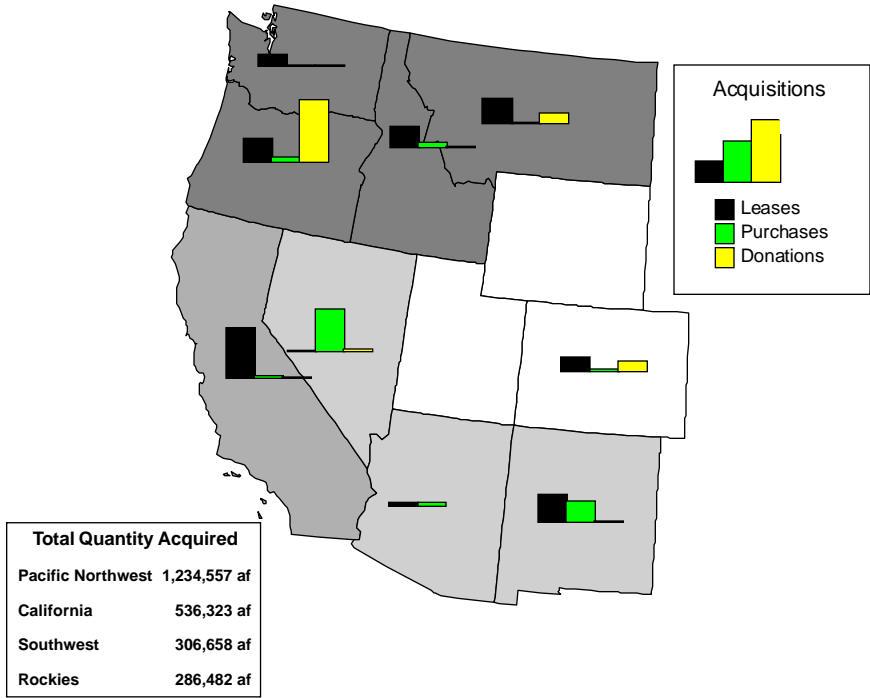 Acquisitions
Leases
Purchases
Donations
Total Quantity Acquired
Pacific Northwest 1,234,557 af
California 536,323 af
Southwest 306,658 af
Rockies 286,482 af